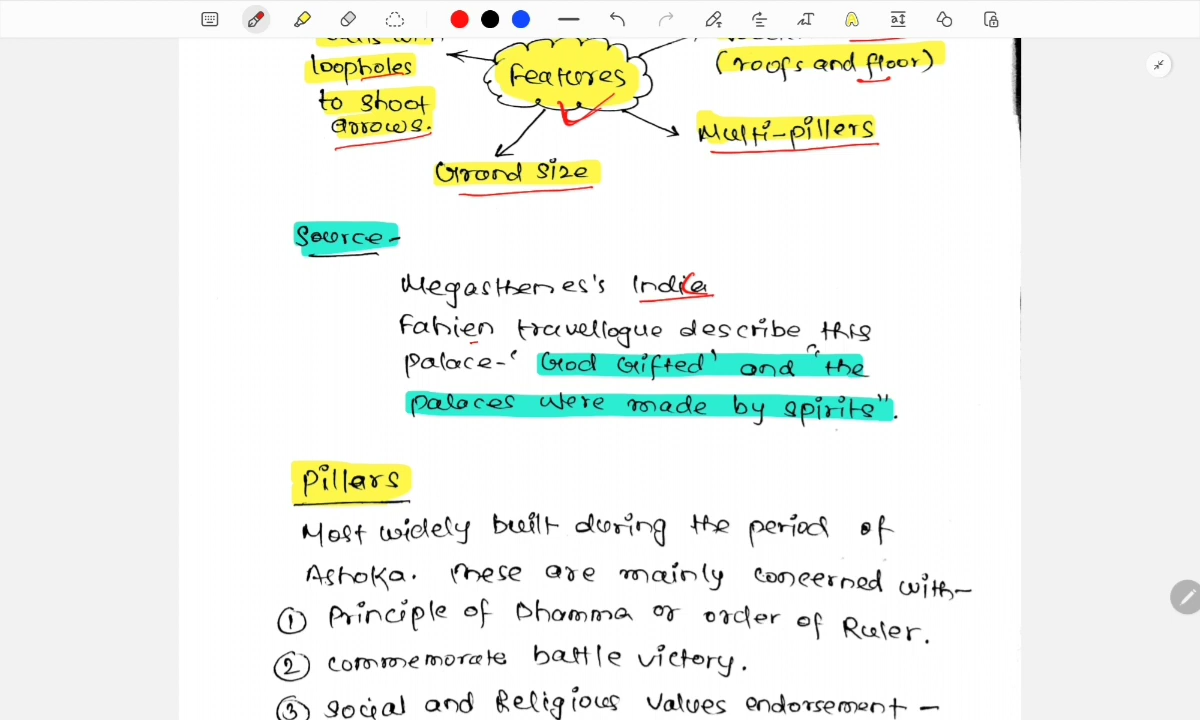 loopholes
to shoot
arrows.
Features
(roofs and floor)
Multi-pillers
Grand size
Source-
Megasthenes's Indica
Fahien travellogue describe this
palace-' God Gifted' and "the
palaces were made by spirits".
Pillars
Most widely built during the period of
Ashoka. These are mainly concerned with-
① Principle of Dhamma or order of Ruler.
② commemorate battle victory.
③ social and Religious values endorsement -